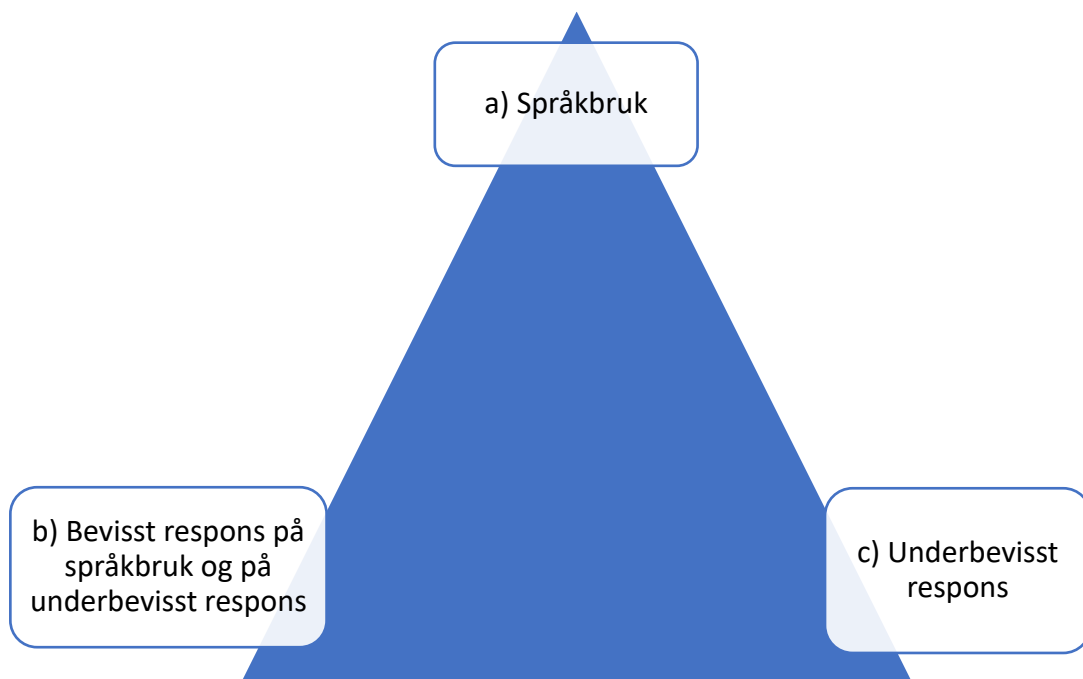 a) Språkbruk
b) Bevisst respons på
språkbruk og på
underbevisst respons
c) Underbevisst
respons